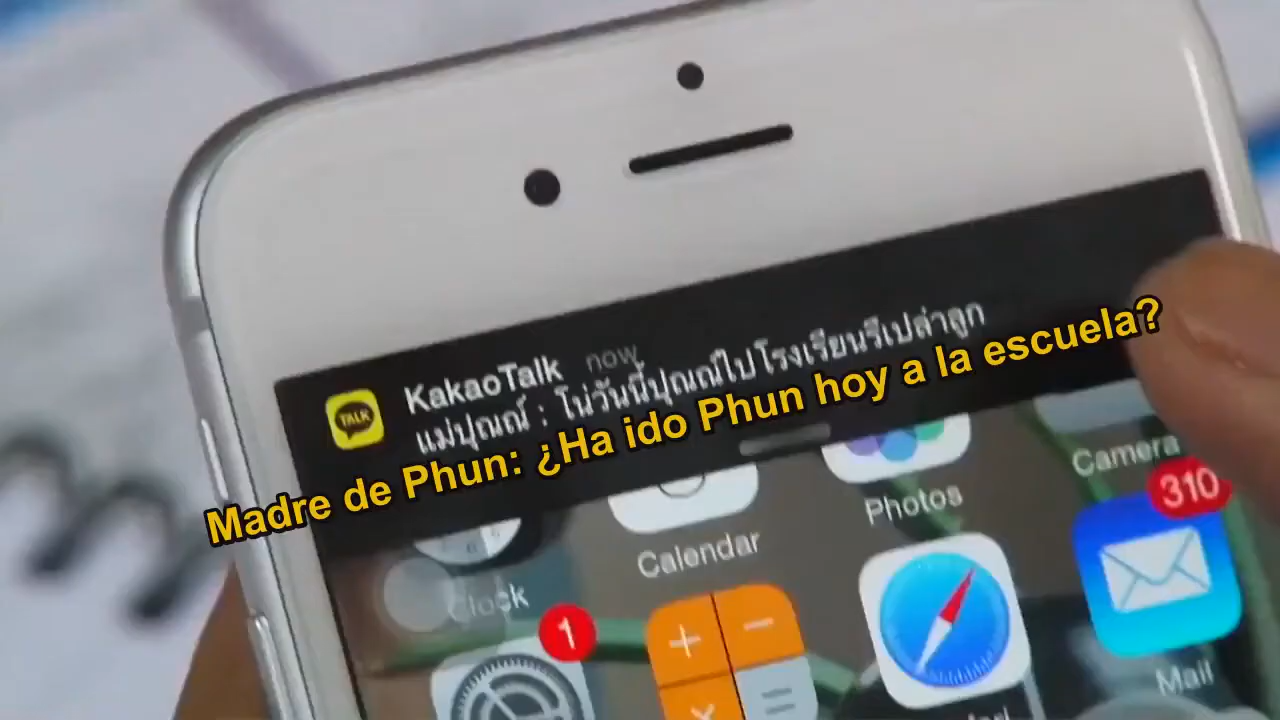 KakaoTalk now
แม่ปุณณ์ : โน่วันนี้ปุณณ์ไปโรงเรียนรึเปล่าลูก
Madre de Phun: ¿Ha ido Phun hoy a la escuela?
TALK
Clock
Calendar
Photos
Camera
310
1
Mail